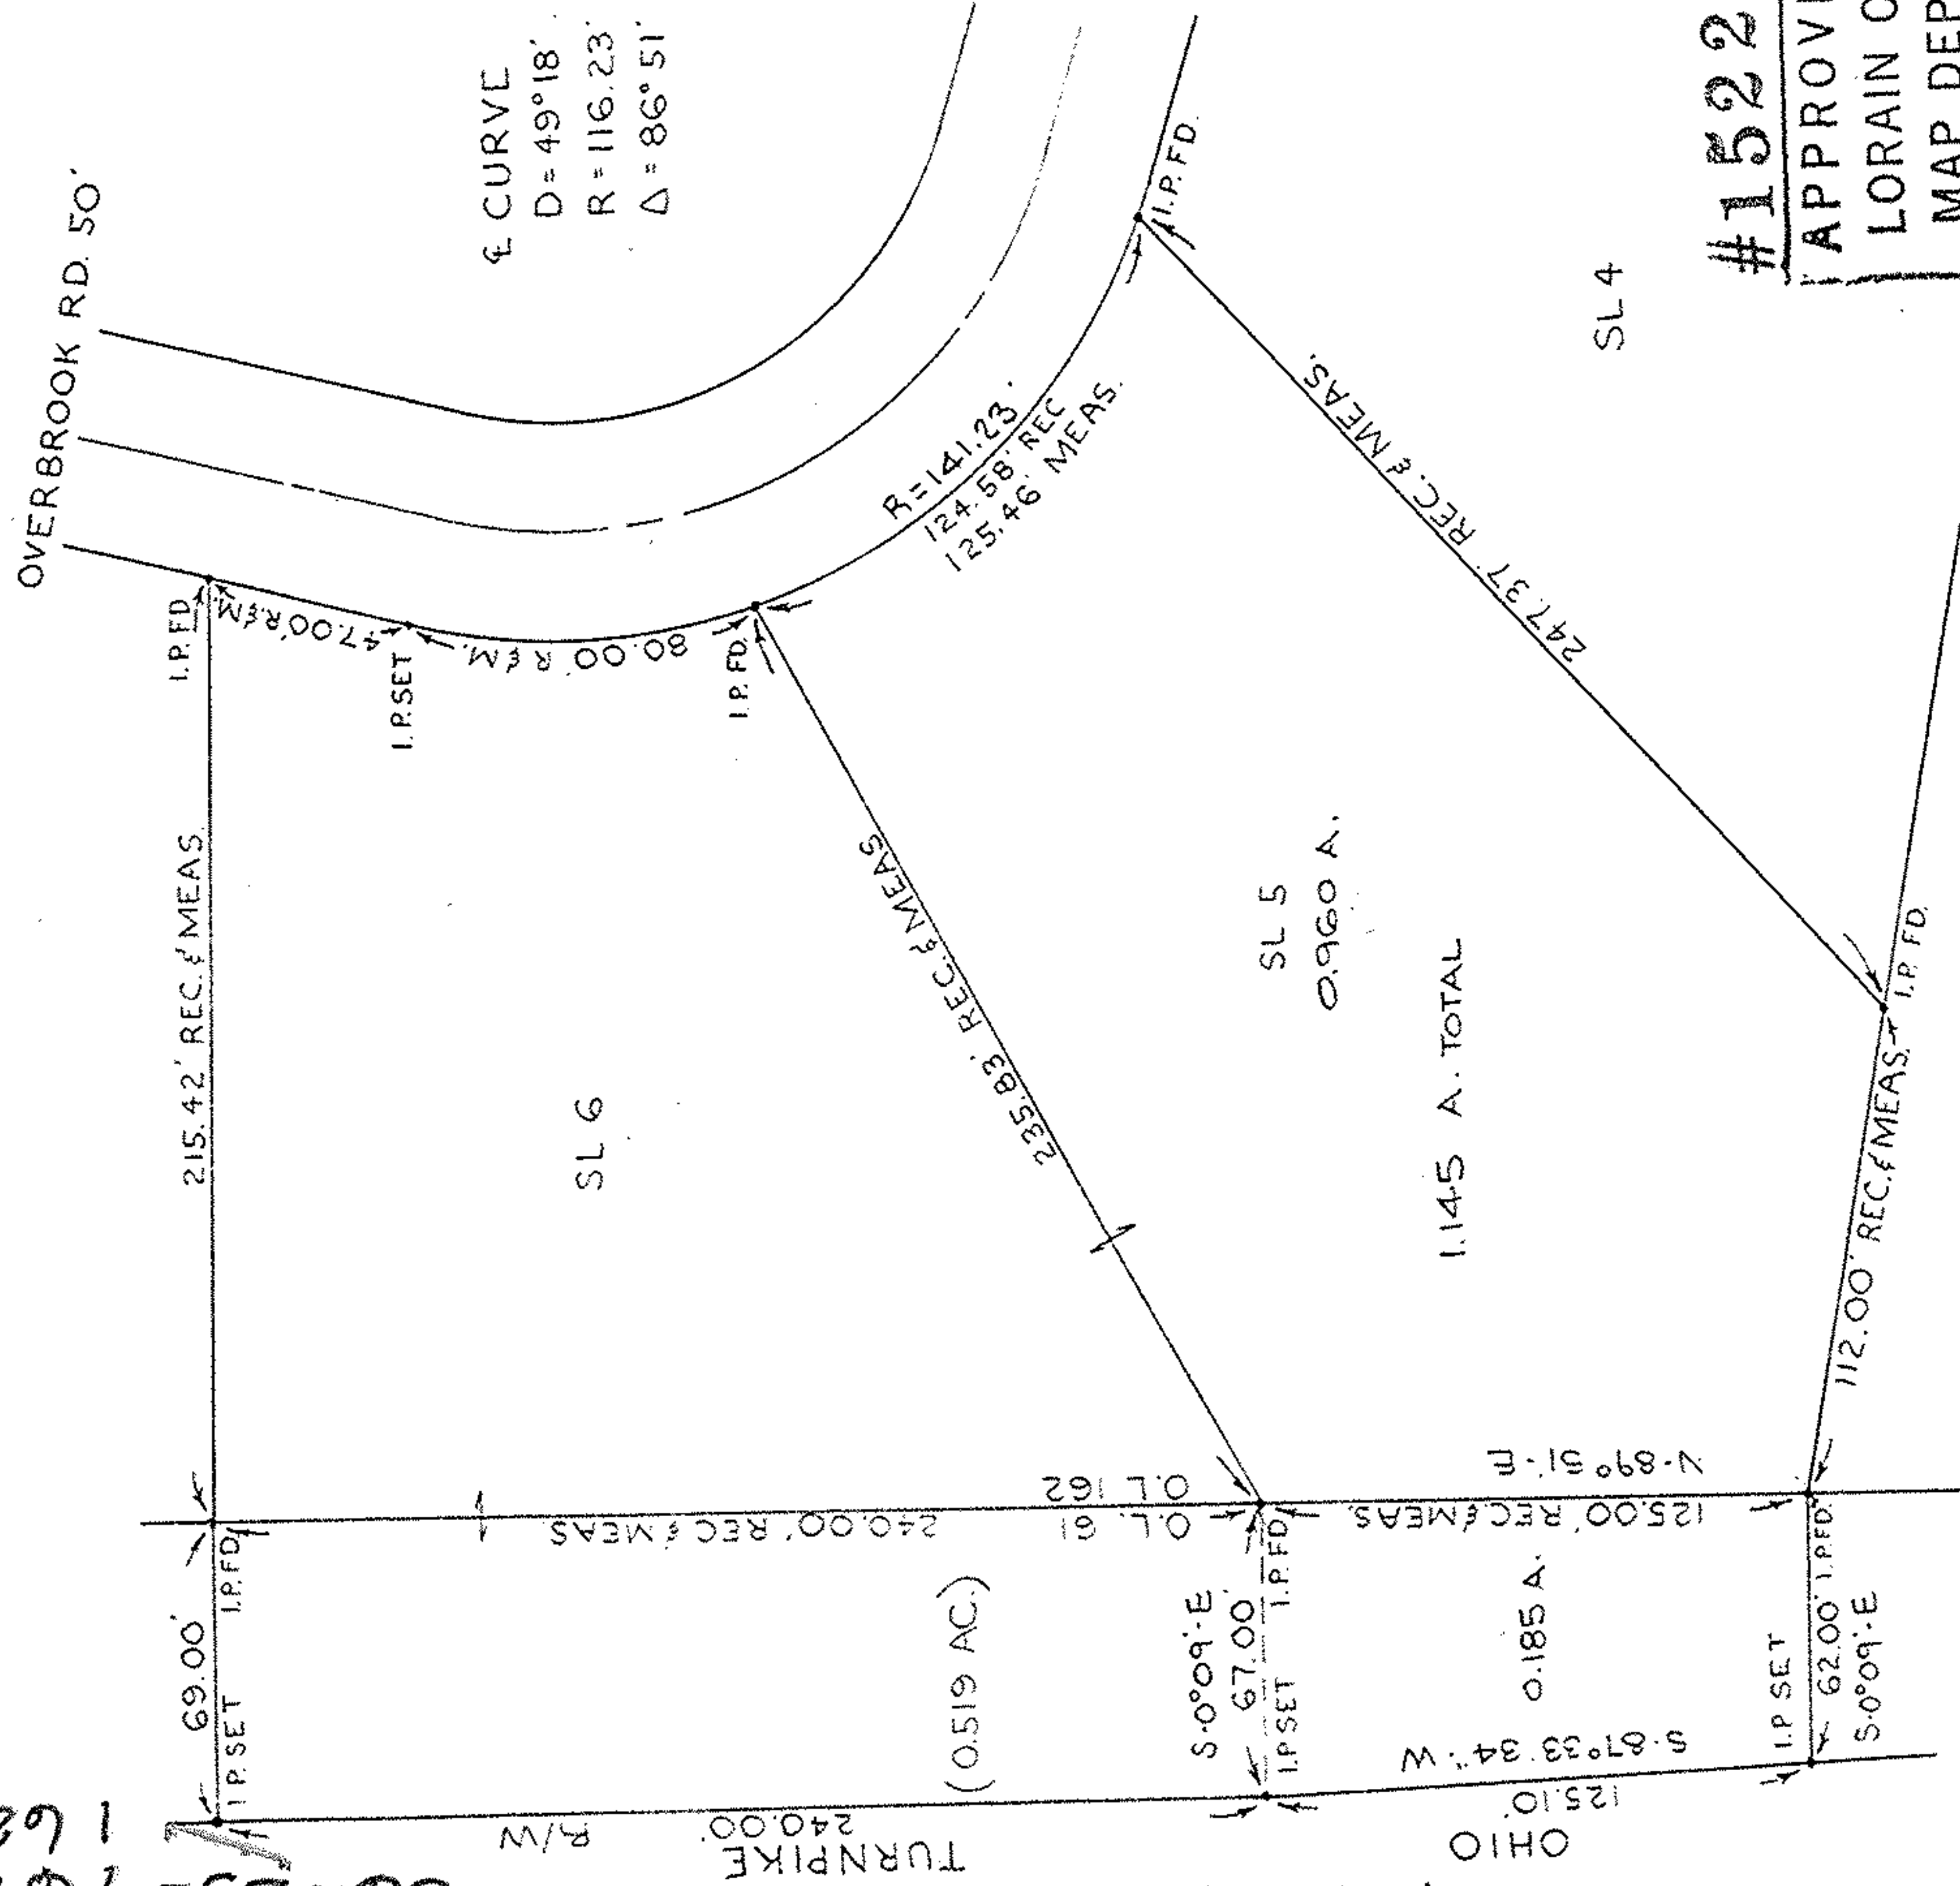 OVERBROOK RD. 50'
℄ CURVE
D = 49°18'
R = 116.23'
Δ = 86°51'
#1522
APPROV
LORAIN
MAP DEP
215.42' REC. & MEAS.
I.P. FD
47.00' R & M.
I.P. SET
80.00' R & M.
I.P. FD.
R = 141.23'
124.58' REC
125.46' MEAS.
I.P. FD.
SL 4
247.37' REC. & MEAS.
SL 6
235.83' REC. & MEAS
SL 5
0.960 A.
1.145 A. TOTAL
I.P. FD.
112.00' REC. & MEAS.
69.00'
I.P. SET
I.P. FD.
240.00' REC & MEAS.
O.L. 162
O.L. 61
N-89°51'-E
125.00' REC & MEAS.
(0.519 AC.)
S-0°09'-E
67.00'
I.P. SET
I.P. FD
0.185 A.
I.P. SET
62.00'
I.P. FD.
S-0°09'-E
S-87°33'34"-W
125.10'
240.00'
R/W
TURNPIKE
OHIO